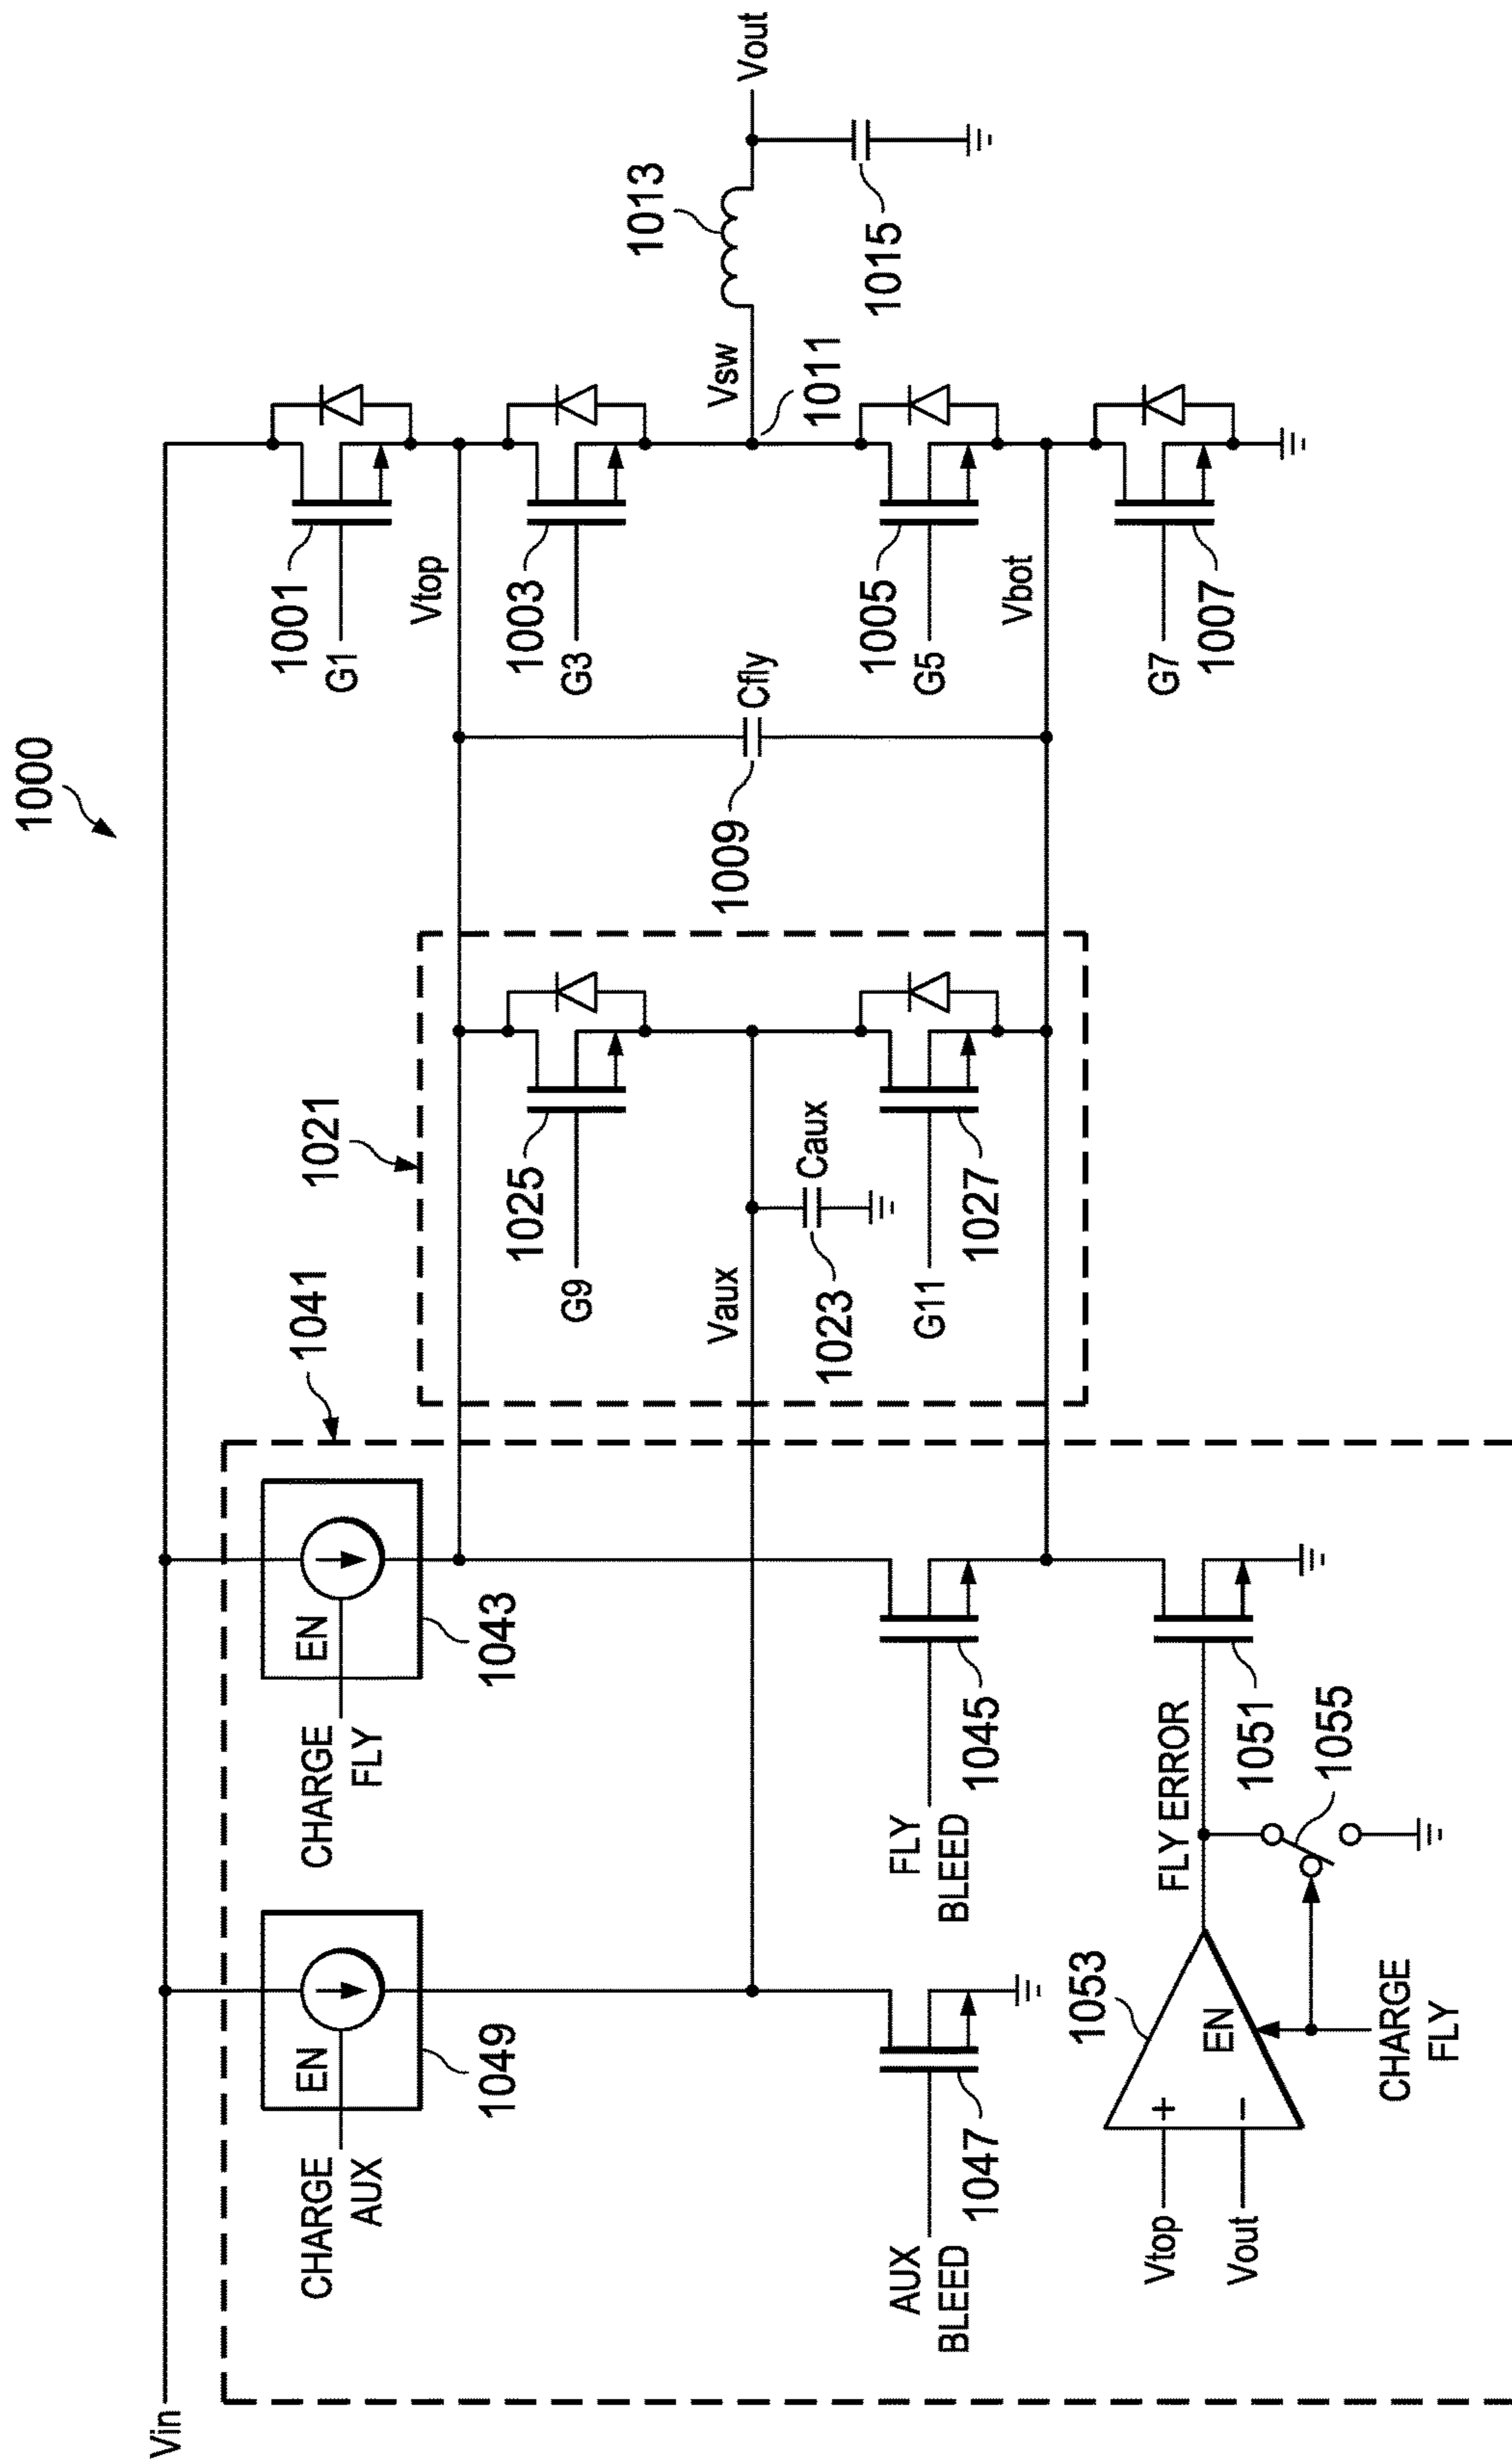 1000
Vin
CHARGE
AUX
EN
1049
CHARGE
FLY
EN
1043
1041
1021
1001
G1
Vtop
1003
G3
1025
G9
Vaux
Caux
1023
1027
G11
1009
Cfly
Vsw
1011
1013
Vout
1015
1005
G5
Vbot
1007
G7
AUX
BLEED
1047
FLY
BLEED
1045
FLY ERROR
1051
1055
1053
Vtop
Vout
+
−
EN
CHARGE
FLY